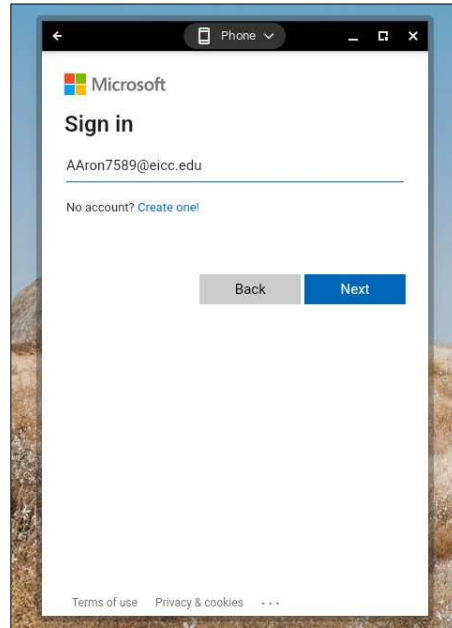 Phone
Microsoft
Sign in
AAron7589@eicc.edu
No account? Create one!
Back Next
Terms of use Privacy & cookies ...